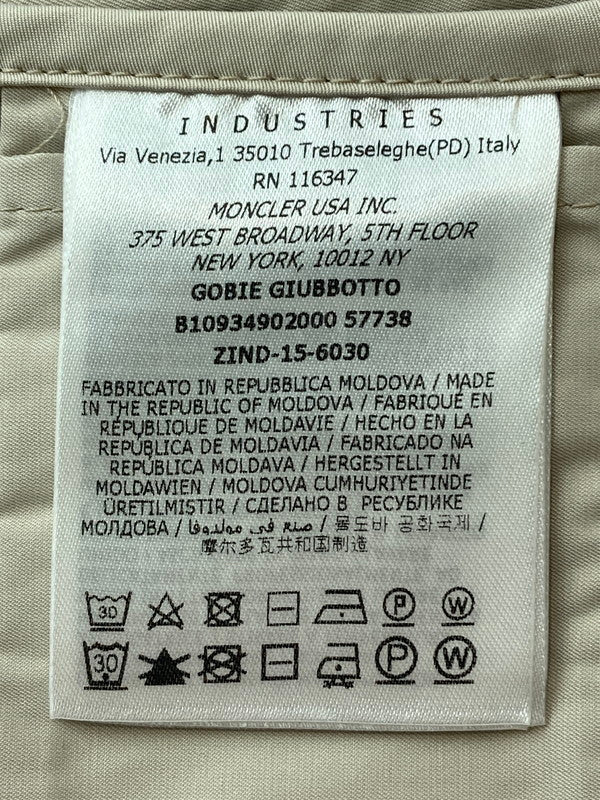 INDUSTRIES
Via Venezia,1 35010 Trebaseleghe(PD) Italy
RN 116347
MONCLER USA INC.
375 WEST BROADWAY, 5TH FLOOR
NEW YORK, 10012 NY
GOBIE GIUBBOTTO
B10934902000 57738
ZIND-15-6030
FABBRICATO IN REPUBBLICA MOLDOVA / MADE
IN THE REPUBLIC OF MOLDOVA / FABRIQUÉ EN
RÉPUBLIQUE DE MOLDAVIE / HECHO EN LA
REPÚBLICA DE MOLDAVIA / FABRICADO NA
REPÚBLICA MOLDAVA / HERGESTELLT IN
MOLDAWIEN / MOLDOVA CUMHURIYETINDE
ÜRETILMISTIR / СДЕЛАНО В РЕСПУБЛИКЕ
МОЛДОВА / صنع في مولدوفا / 몰도바 공화국제 /
摩尔多瓦共和国制造
30 P W
30 P W